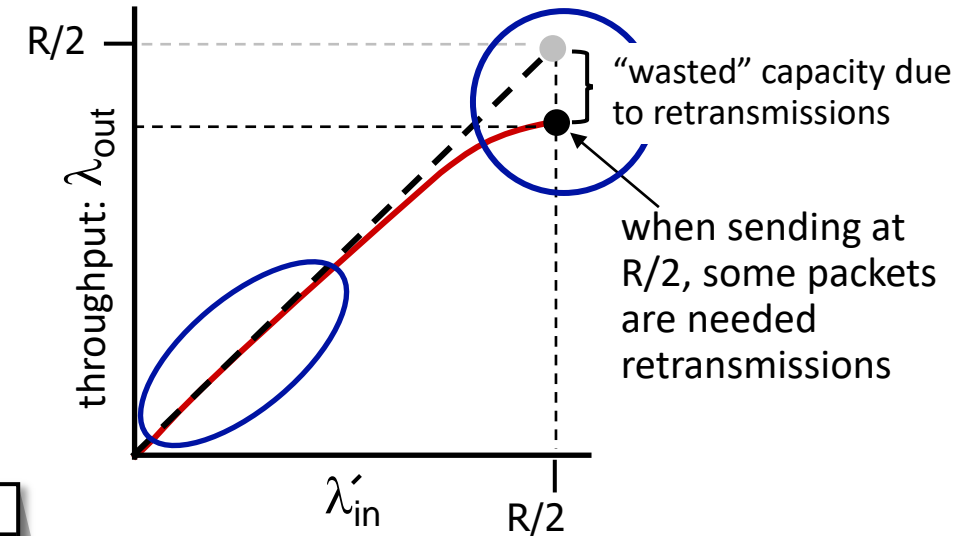 R/2
“wasted” capacity due
to retransmissions
throughput: λout
when sending at
R/2, some packets
are needed
retransmissions
λ′in
R/2